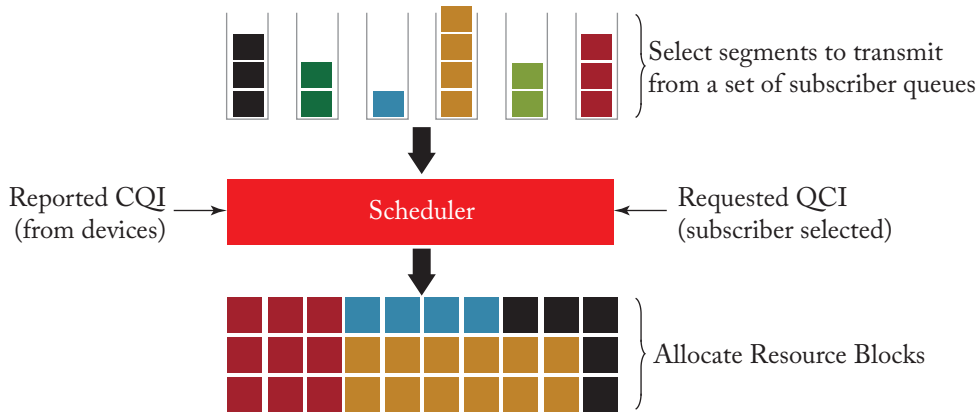 Select segments to transmit
from a set of subscriber queues
Reported CQI
(from devices)
Scheduler
Requested QCI
(subscriber selected)
Allocate Resource Blocks